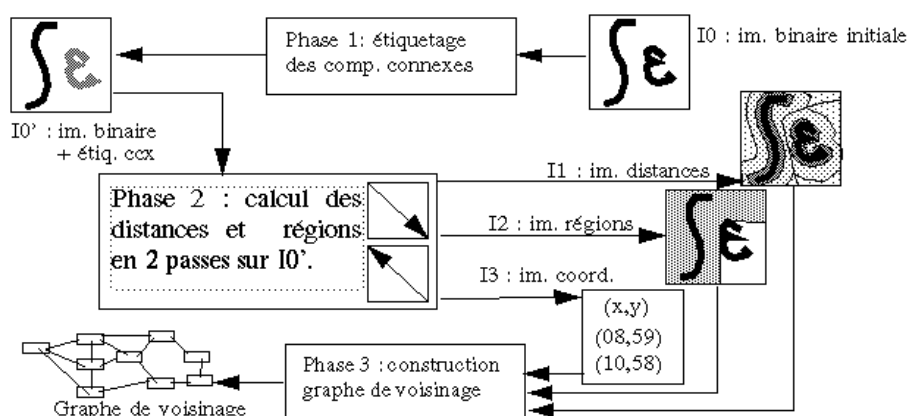 I0 : im. binaire initiale
Phase 1: étiquetage
des comp. connexes
I0' : im. binaire
+ étiq. ccx
I1 : im. distances
Phase 2 : calcul des
distances et régions
en 2 passes sur I0'.
I2 : im. régions
I3 : im. coord.
(x,y)
(08,59)
(10,58)
Phase 3 : construction
graphe de voisinage
Graphe de voisinage